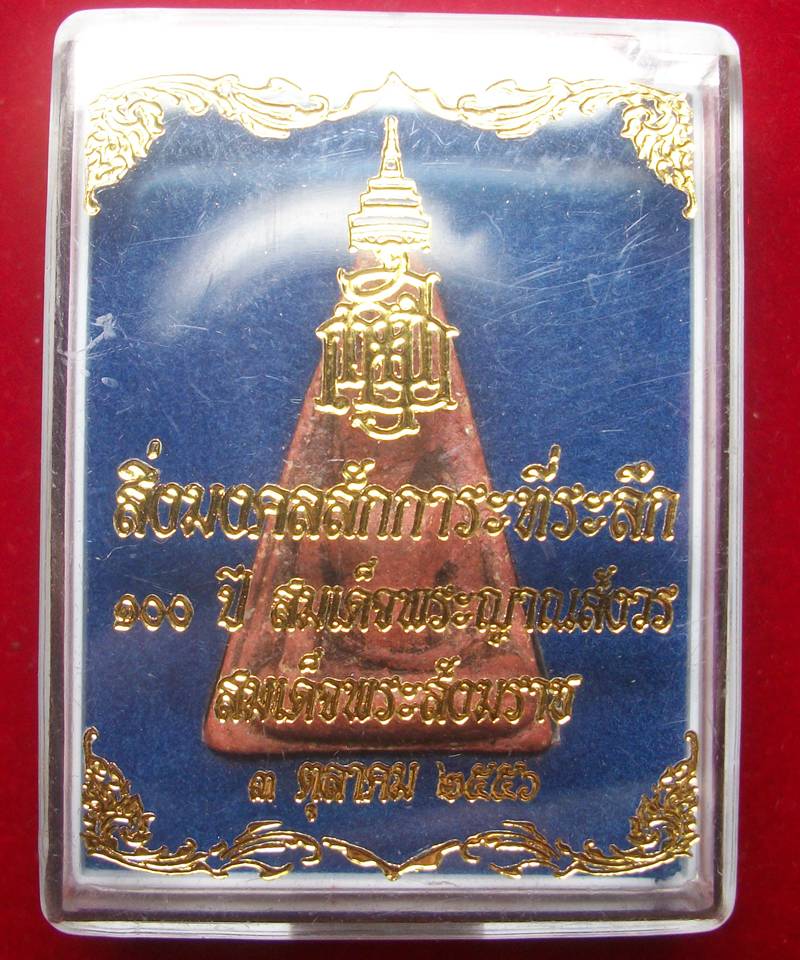 สิ่งมงคลสักการะที่ระลึก
๑๐๐ ปี สมเด็จพระญาณสังวร
สมเด็จพระสังฆราช
๓ ตุลาคม ๒๕๕๖